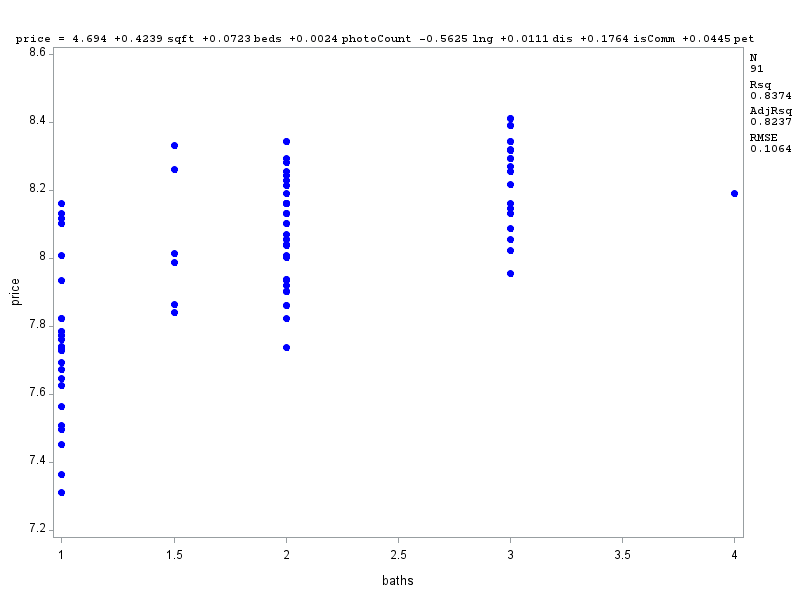 price = 4.694 +0.4239 sqft +0.0723 beds +0.0024 photoCount -0.5625 lng +0.0111 dis +0.1764 isComm +0.0445 pet
N
91
Rsq
0.8374
AdjRsq
0.8237
RMSE
0.1064
8.6
8.4
8.2
8
7.8
7.6
7.4
7.2
price
1 1.5 2 2.5 3 3.5 4
baths